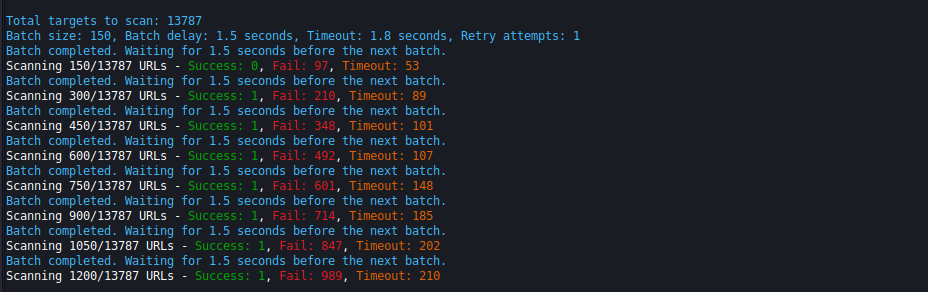 Total targets to scan: 13787
Batch size: 150, Batch delay: 1.5 seconds, Timeout: 1.8 seconds, Retry attempts: 1
Batch completed. Waiting for 1.5 seconds before the next batch.
Scanning 150/13787 URLs - Success: 0, Fail: 97, Timeout: 53
Batch completed. Waiting for 1.5 seconds before the next batch.
Scanning 300/13787 URLs - Success: 1, Fail: 210, Timeout: 89
Batch completed. Waiting for 1.5 seconds before the next batch.
Scanning 450/13787 URLs - Success: 1, Fail: 348, Timeout: 101
Batch completed. Waiting for 1.5 seconds before the next batch.
Scanning 600/13787 URLs - Success: 1, Fail: 492, Timeout: 107
Batch completed. Waiting for 1.5 seconds before the next batch.
Scanning 750/13787 URLs - Success: 1, Fail: 601, Timeout: 148
Batch completed. Waiting for 1.5 seconds before the next batch.
Scanning 900/13787 URLs - Success: 1, Fail: 714, Timeout: 185
Batch completed. Waiting for 1.5 seconds before the next batch.
Scanning 1050/13787 URLs - Success: 1, Fail: 847, Timeout: 202
Batch completed. Waiting for 1.5 seconds before the next batch.
Scanning 1200/13787 URLs - Success: 1, Fail: 989, Timeout: 210